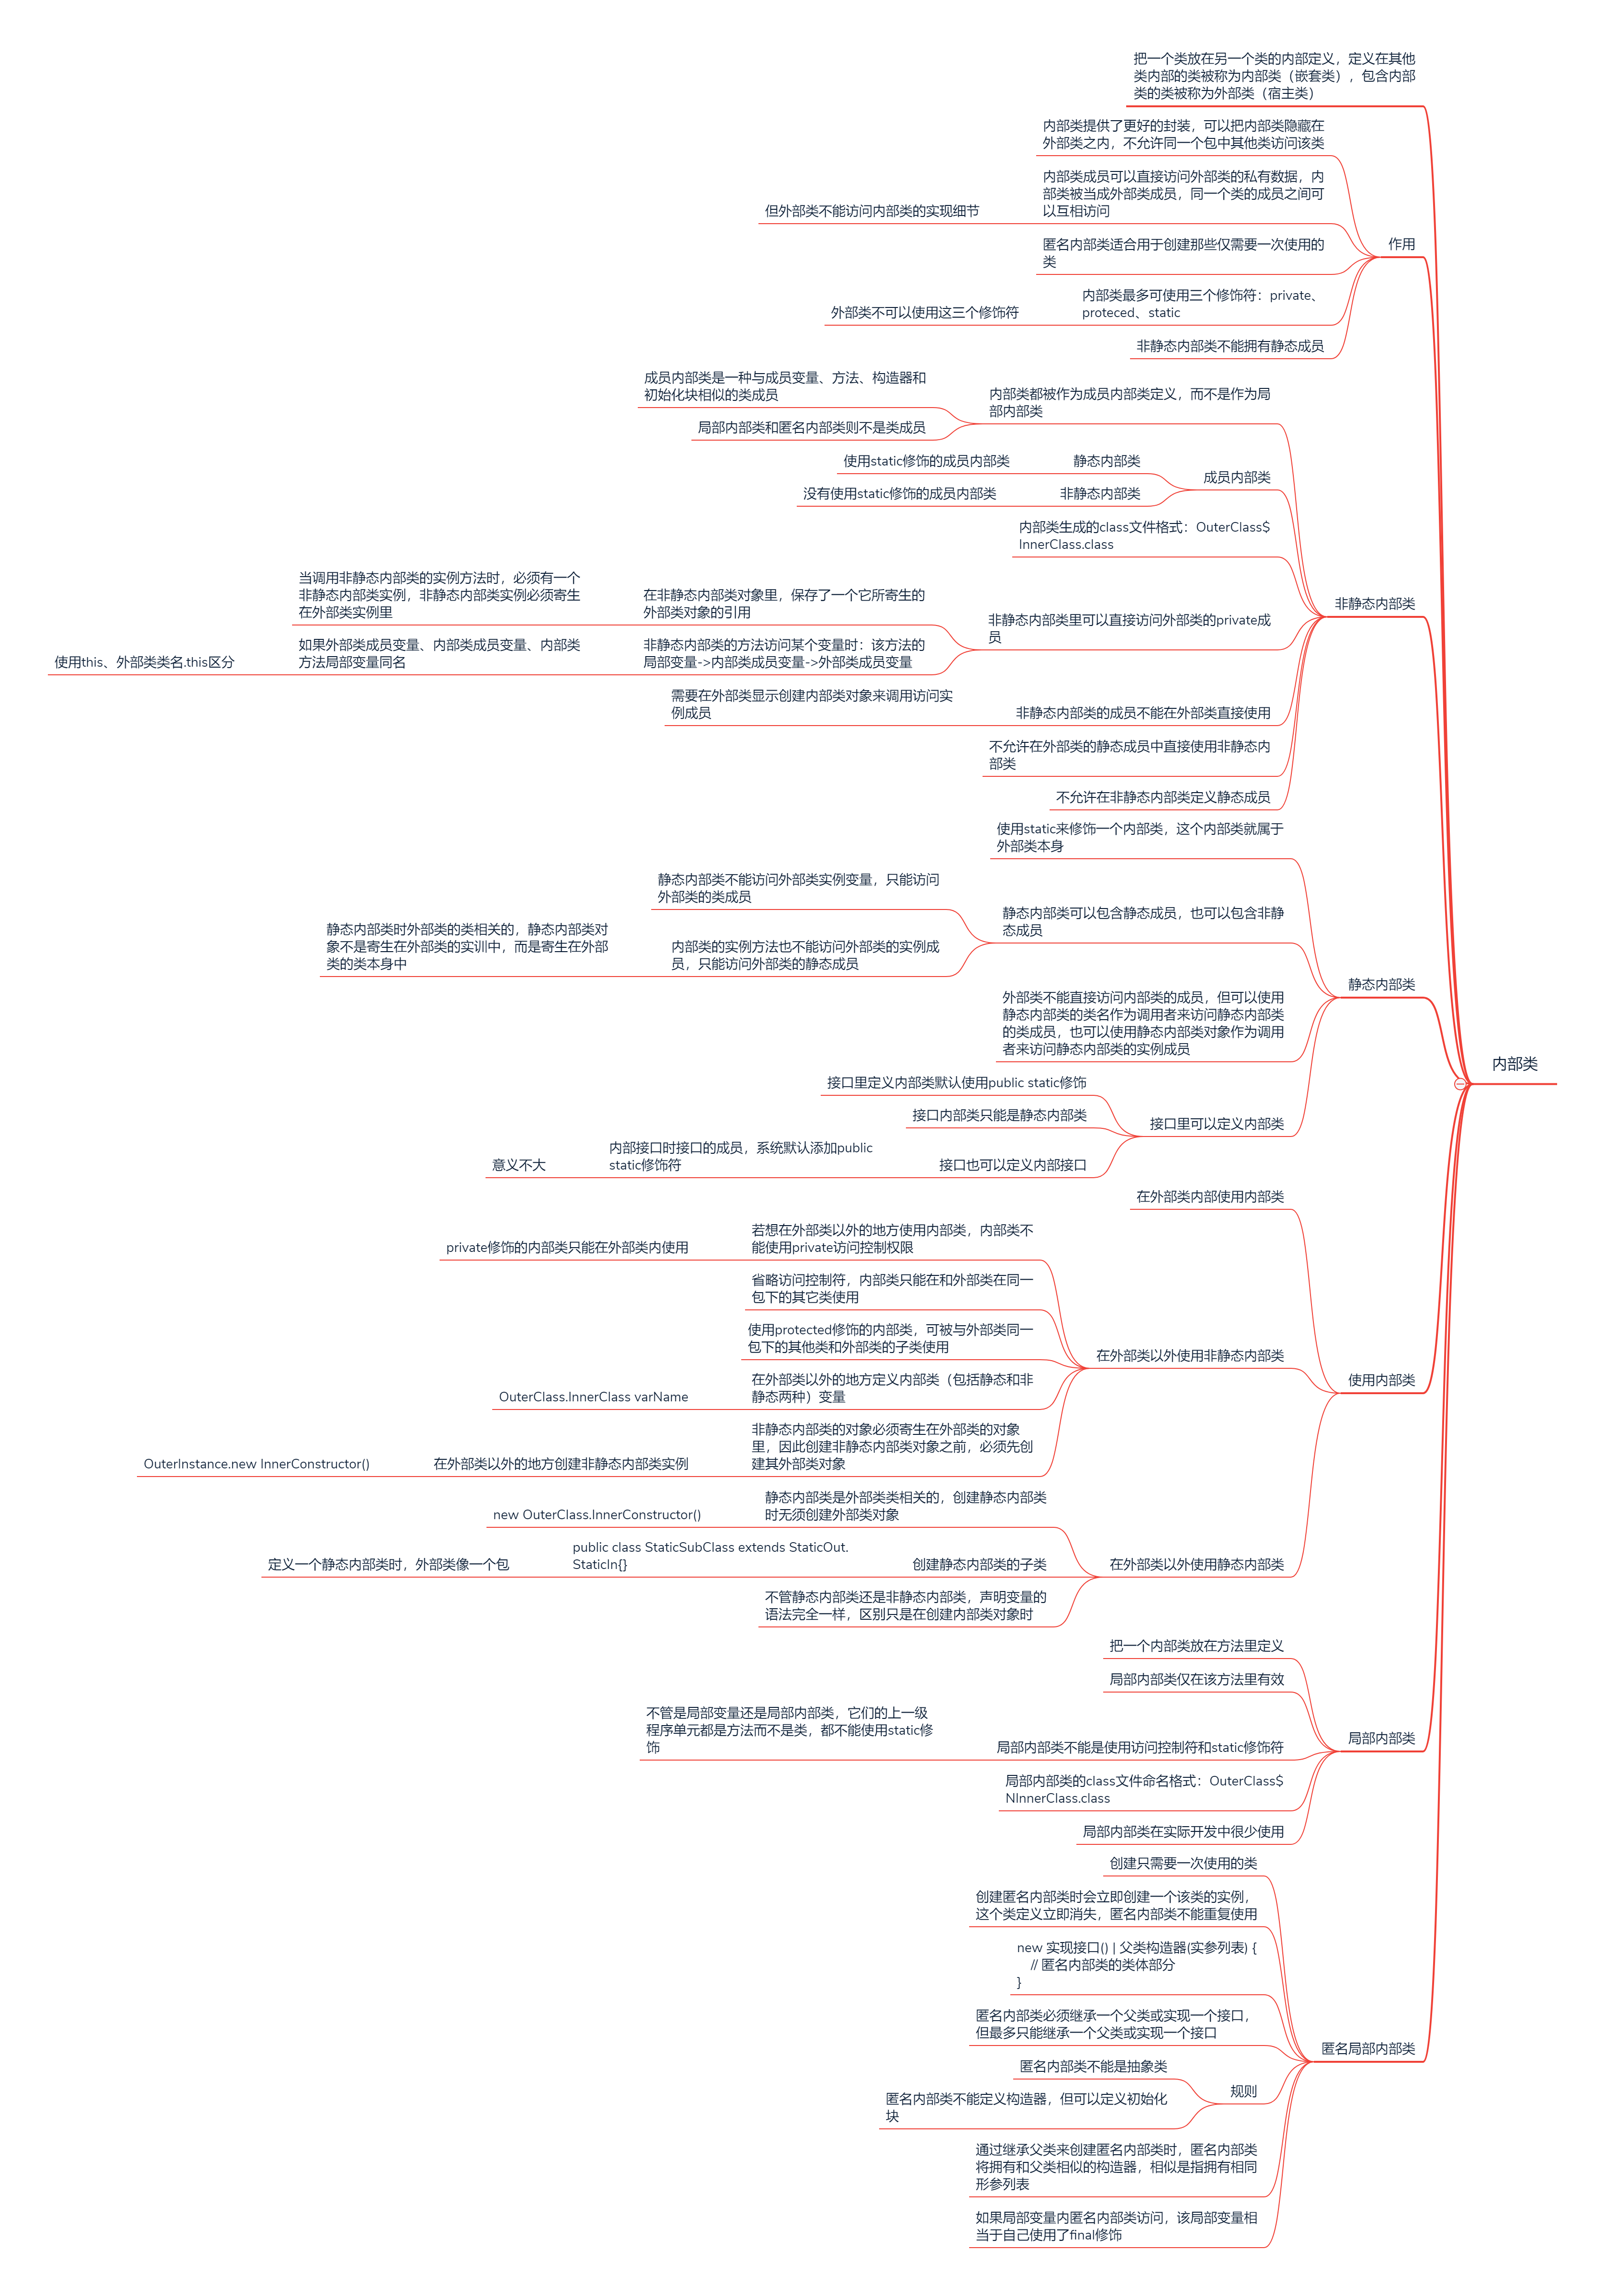 内部类
把一个类放在另一个类的内部定义，定义在其他
类内部的类被称为内部类（嵌套类），包含内部
类的类被称为外部类（宿主类）
作用
内部类提供了更好的封装，可以把内部类隐藏在
外部类之内，不允许同一个包中其他类访问该类
内部类成员可以直接访问外部类的私有数据，内
部类被当成外部类成员，同一个类的成员之间可
以互相访问
但外部类不能访问内部类的实现细节
匿名内部类适合用于创建那些仅需要一次使用的
类
内部类最多可使用三个修饰符：private、
proteced、static
外部类不可以使用这三个修饰符
非静态内部类不能拥有静态成员
非静态内部类
内部类都被作为成员内部类定义，而不是作为局
部内部类
成员内部类是一种与成员变量、方法、构造器和
初始化块相似的类成员
局部内部类和匿名内部类则不是类成员
成员内部类
静态内部类
使用static修饰的成员内部类
非静态内部类
没有使用static修饰的成员内部类
内部类生成的class文件格式：OuterClass$
InnerClass.class
非静态内部类里可以直接访问外部类的private成
员
在非静态内部类对象里，保存了一个它所寄生的
外部类对象的引用
当调用非静态内部类的实例方法时，必须有一个
非静态内部类实例，非静态内部类实例必须寄生
在外部类实例里
非静态内部类的方法访问某个变量时：该方法的
局部变量->内部类成员变量->外部类成员变量
如果外部类成员变量、内部类成员变量、内部类
方法局部变量同名
使用this、外部类类名.this区分
非静态内部类的成员不能在外部类直接使用
需要在外部类显示创建内部类对象来调用访问实
例成员
不允许在外部类的静态成员中直接使用非静态内
部类
不允许在非静态内部类定义静态成员
静态内部类
使用static来修饰一个内部类，这个内部类就属于
外部类本身
静态内部类可以包含静态成员，也可以包含非静
态成员
静态内部类不能访问外部类实例变量，只能访问
外部类的类成员
内部类的实例方法也不能访问外部类的实例成
员，只能访问外部类的静态成员
静态内部类时外部类的类相关的，静态内部类对
象不是寄生在外部类的实训中，而是寄生在外部
类的类本身中
外部类不能直接访问内部类的成员，但可以使用
静态内部类的类名作为调用者来访问静态内部类
的类成员，也可以使用静态内部类对象作为调用
者来访问静态内部类的实例成员
接口里可以定义内部类
接口里定义内部类默认使用public static修饰
接口内部类只能是静态内部类
接口也可以定义内部接口
内部接口时接口的成员，系统默认添加public
static修饰符
意义不大
使用内部类
在外部类内部使用内部类
在外部类以外使用非静态内部类
若想在外部类以外的地方使用内部类，内部类不
能使用private访问控制权限
private修饰的内部类只能在外部类内使用
省略访问控制符，内部类只能在和外部类在同一
包下的其它类使用
使用protected修饰的内部类，可被与外部类同一
包下的其他类和外部类的子类使用
在外部类以外的地方定义内部类（包括静态和非
静态两种）变量
OuterClass.InnerClass varName
非静态内部类的对象必须寄生在外部类的对象
里，因此创建非静态内部类对象之前，必须先创
建其外部类对象
在外部类以外的地方创建非静态内部类实例
OuterInstance.new InnerConstructor()
在外部类以外使用静态内部类
静态内部类是外部类类相关的，创建静态内部类
时无须创建外部类对象
new OuterClass.InnerConstructor()
创建静态内部类的子类
public class StaticSubClass extends StaticOut.
StaticIn{}
定义一个静态内部类时，外部类像一个包
不管静态内部类还是非静态内部类，声明变量的
语法完全一样，区别只是在创建内部类对象时
局部内部类
把一个内部类放在方法里定义
局部内部类仅在该方法里有效
局部内部类不能是使用访问控制符和static修饰符
不管是局部变量还是局部内部类，它们的上一级
程序单元都是方法而不是类，都不能使用static修
饰
局部内部类的class文件命名格式：OuterClass$
NInnerClass.class
局部内部类在实际开发中很少使用
匿名局部内部类
创建只需要一次使用的类
创建匿名内部类时会立即创建一个该类的实例，
这个类定义立即消失，匿名内部类不能重复使用
new 实现接口() | 父类构造器(实参列表) {
// 匿名内部类的类体部分
}
匿名内部类必须继承一个父类或实现一个接口，
但最多只能继承一个父类或实现一个接口
规则
匿名内部类不能是抽象类
匿名内部类不能定义构造器，但可以定义初始化
块
通过继承父类来创建匿名内部类时，匿名内部类
将拥有和父类相似的构造器，相似是指拥有相同
形参列表
如果局部变量内匿名内部类访问，该局部变量相
当于自己使用了final修饰